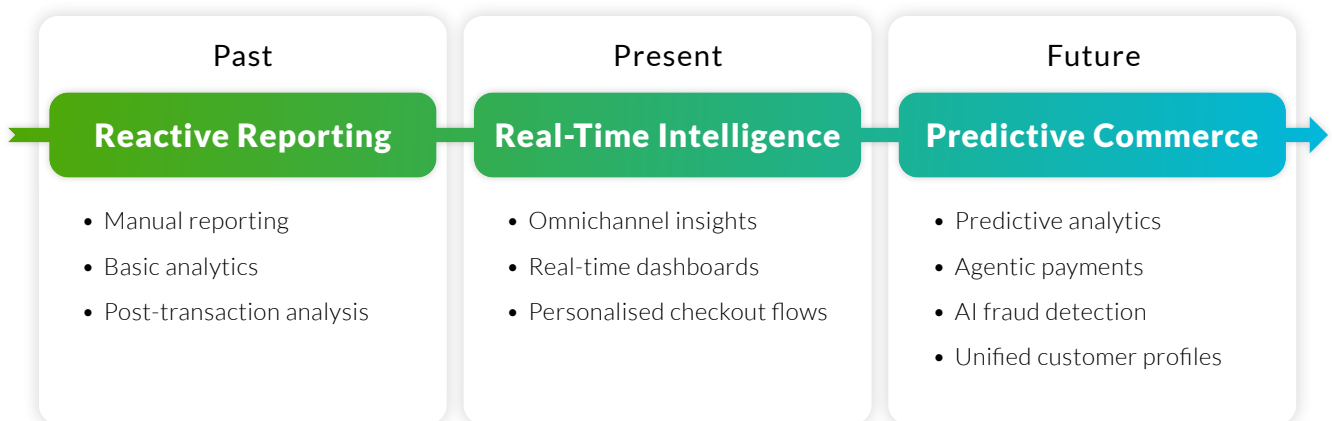 Past
Reactive Reporting
• Manual reporting
• Basic analytics
• Post-transaction analysis
Present
Real-Time Intelligence
• Omnichannel insights
• Real-time dashboards
• Personalised checkout flows
Future
Predictive Commerce
• Predictive analytics
• Agentic payments
• AI fraud detection
• Unified customer profiles